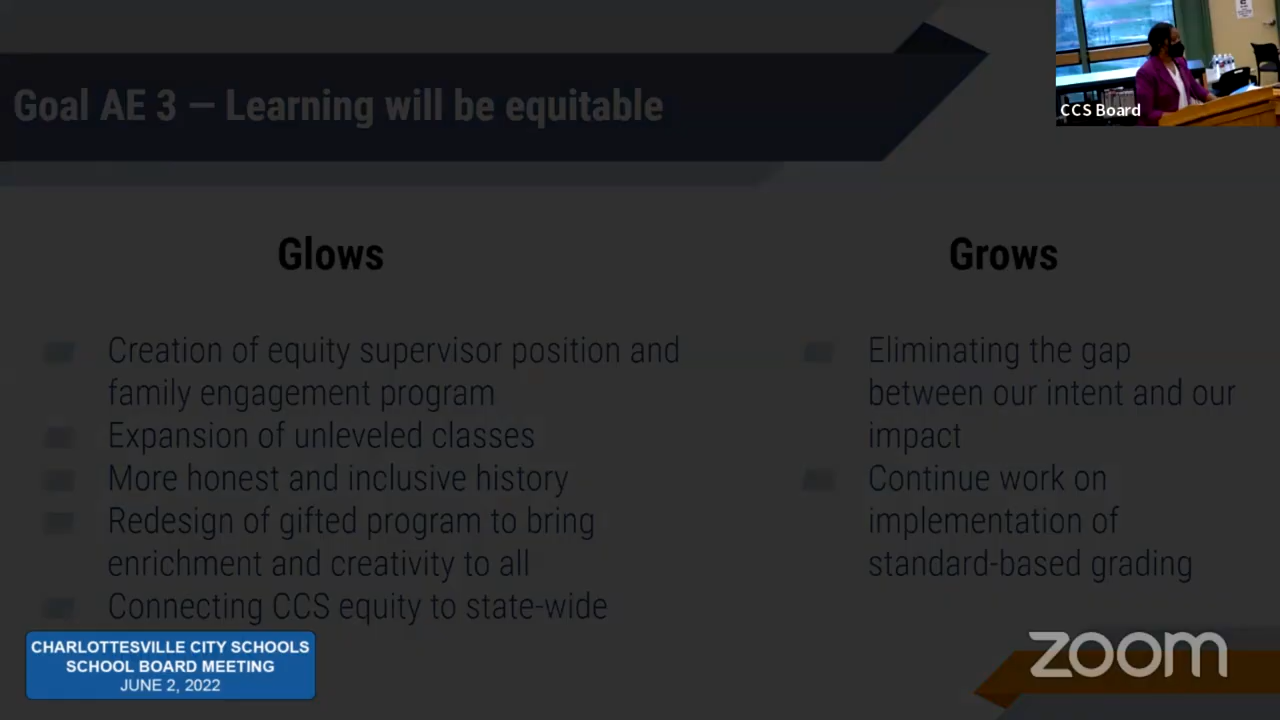 Goal AE 3 — Learning will be equitable
CCS Board
Glows
Creation of equity supervisor position and
family engagement program
Expansion of unleveled classes
More honest and inclusive history
Redesign of gifted program to bring
enrichment and creativity to all
Connecting CCS equity to state-wide
Grows
Eliminating the gap
between our intent and our
impact
Continue work on
implementation of
standard-based grading
CHARLOTTESVILLE CITY SCHOOLS
SCHOOL BOARD MEETING
JUNE 2, 2022
zoom